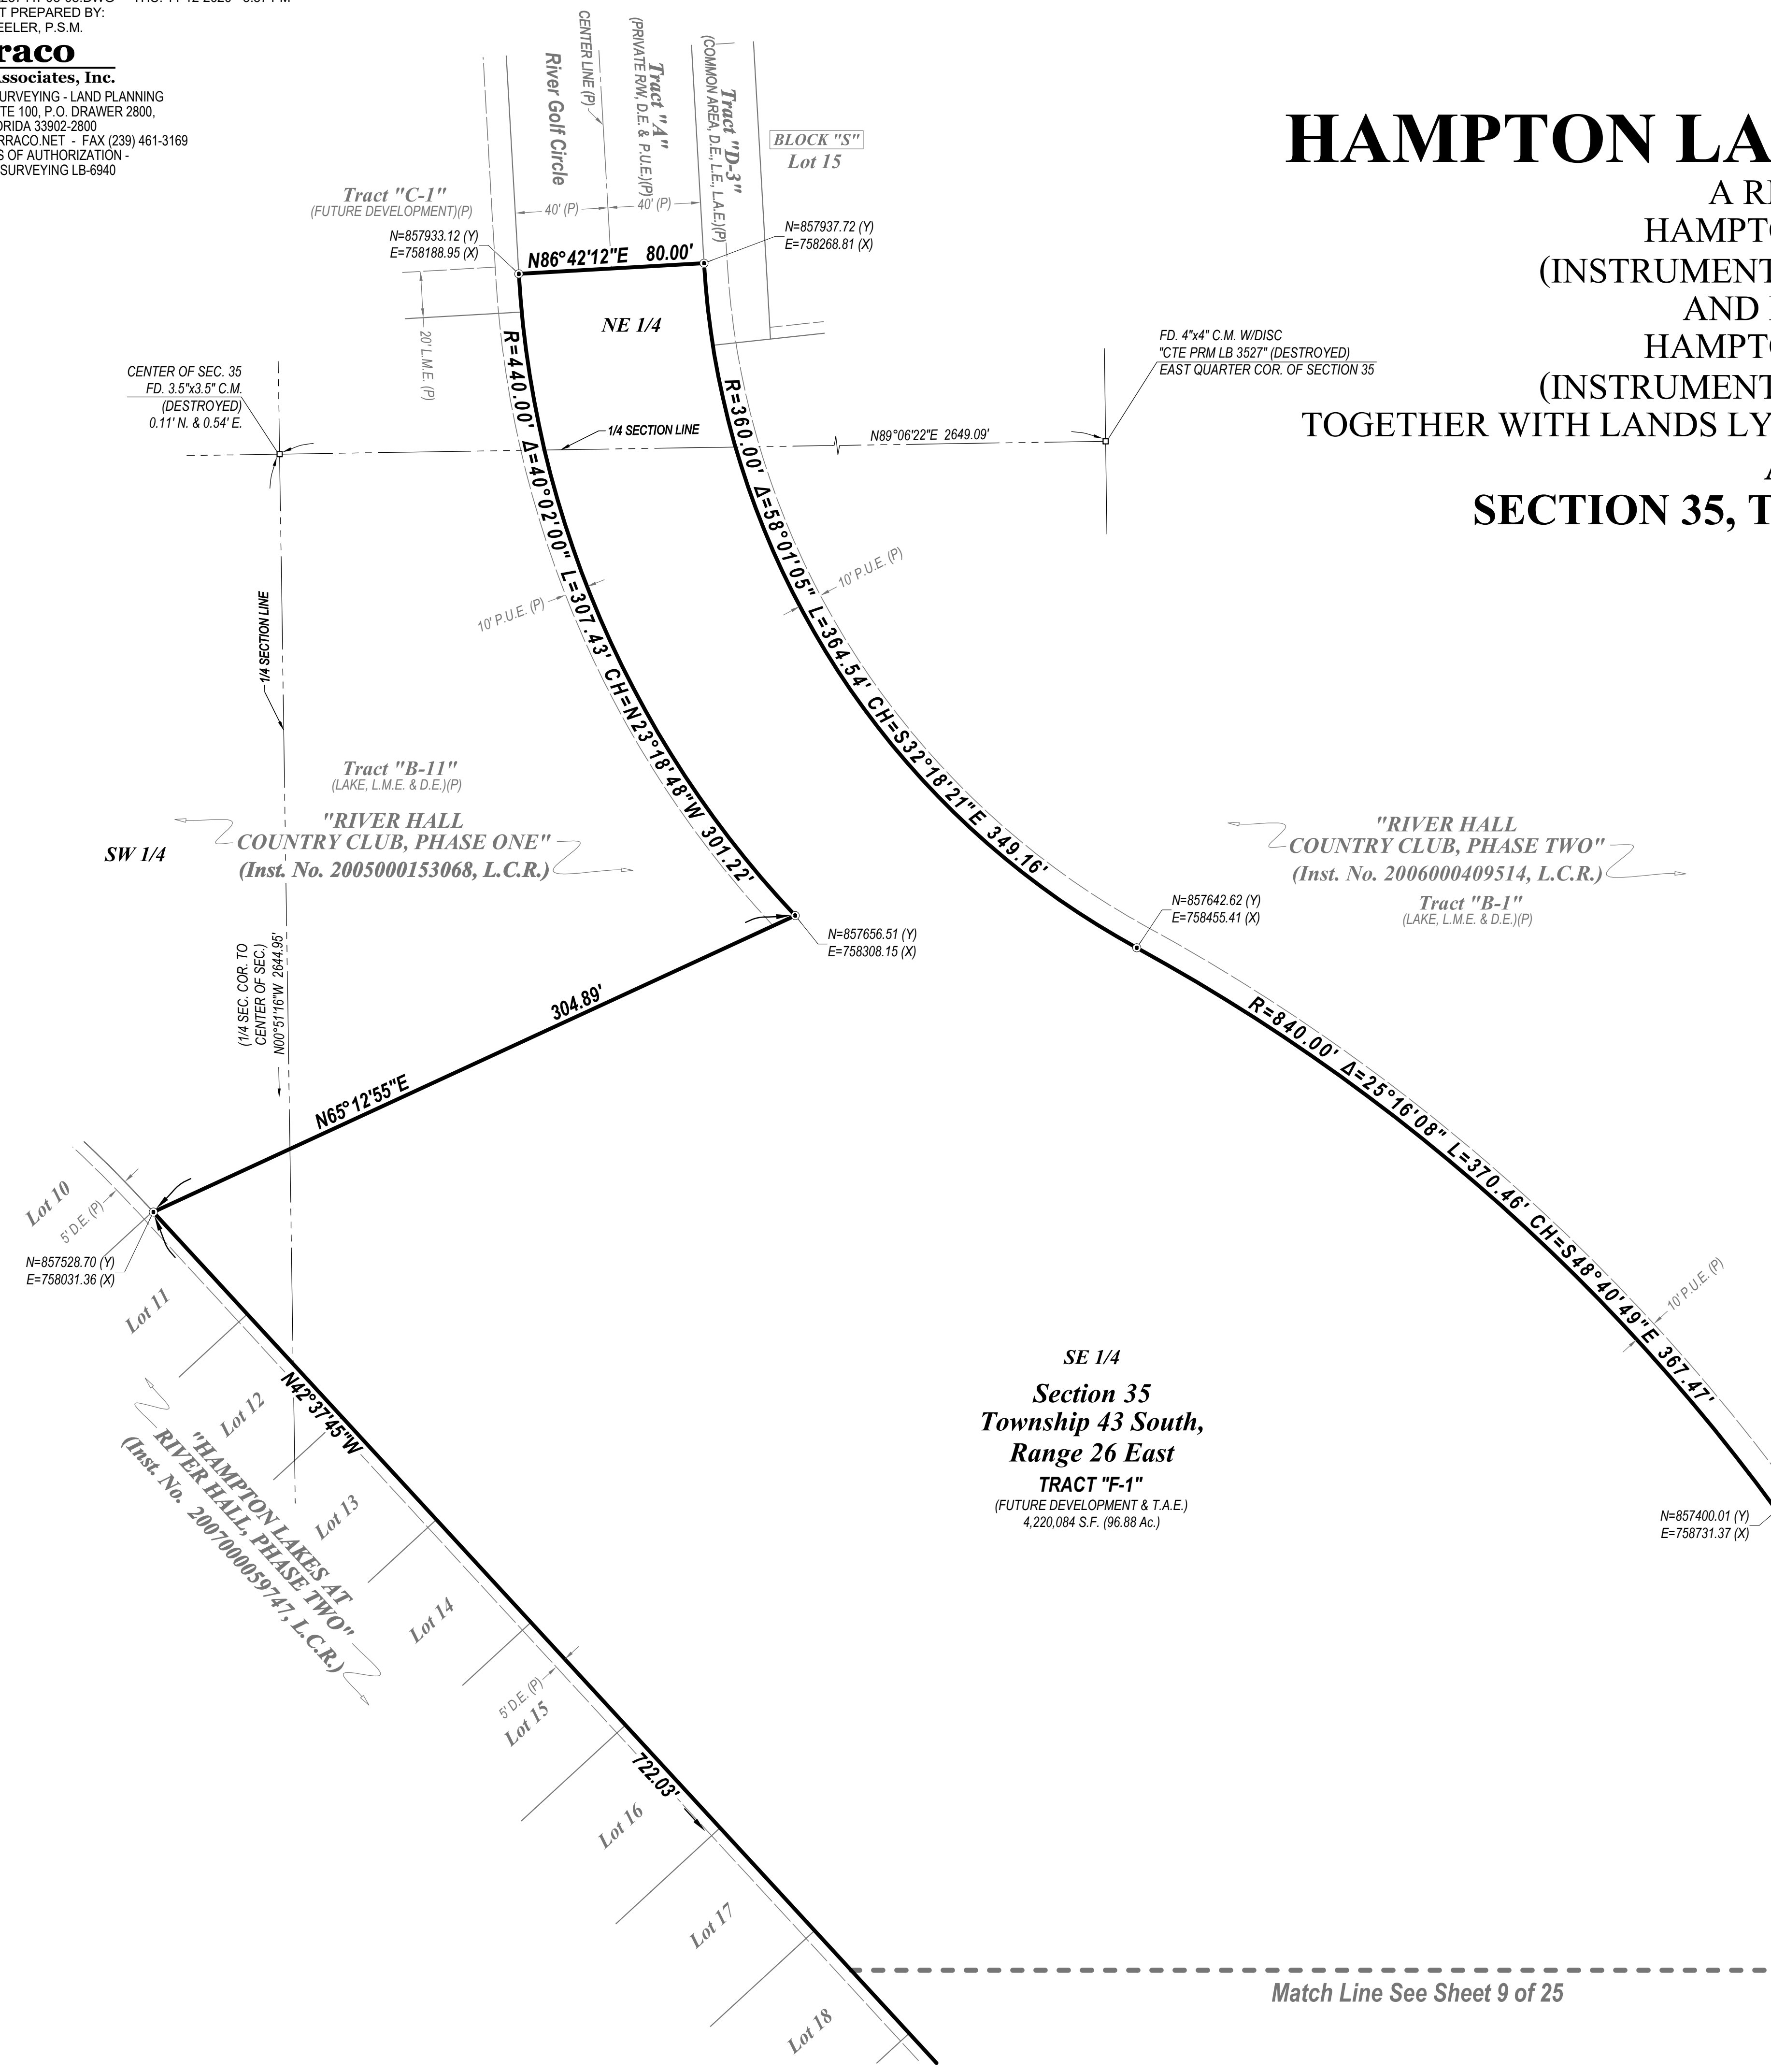 T PREPARED BY:
EELER, P.S.M.
raco
Associates, Inc.
URVEYING - LAND PLANNING
TE 100, P.O. DRAWER 2800,
ORIDA 33902-2800
RRACO.NET - FAX (239) 461-3169
S OF AUTHORIZATION -
SURVEYING LB-6940
HAMPTON LA
A RE
HAMPTO
(INSTRUMENT
AND
HAMPTO
(INSTRUMENT
TOGETHER WITH LANDS LY
SECTION 35, T
River Golf Circle
CENTER LINE (P)
Tract "A"
(PRIVATE R/W, D.E. & P.U.E.)(P)
Tract "D-3"
(COMMON AREA, D.E., L.E., L.A.E.)(P)
BLOCK "S"
Lot 15
Tract "C-1"
(FUTURE DEVELOPMENT)(P)
40' (P)
40' (P)
N=857933.12 (Y)
E=758188.95 (X)
N=857937.72 (Y)
E=758268.81 (X)
N86°42'12"E 80.00'
NE 1/4
20' L.M.E. (P)
CENTER OF SEC. 35
FD. 3.5"x3.5" C.M.
(DESTROYED)
0.11' N. & 0.54' E.
FD. 4"x4" C.M. W/DISC
"CTE PRM LB 3527" (DESTROYED)
EAST QUARTER COR. OF SECTION 35
1/4 SECTION LINE
N89°06'22"E 2649.09'
R=440.00' Δ=40°02'00" L=307.43' CH=N23°18'48"W 301.22'
R=360.00' Δ=58°01'05" L=364.54' CH=S32°18'21"E 349.16'
10' P.U.E. (P)
10' P.U.E. (P)
1/4 SECTION LINE
Tract "B-11"
(LAKE, L.M.E. & D.E.)(P)
"RIVER HALL
COUNTRY CLUB, PHASE ONE"
(Inst. No. 2005000153068, L.C.R.)
SW 1/4
"RIVER HALL
COUNTRY CLUB, PHASE TWO"
(Inst. No. 2006000409514, L.C.R.)
Tract "B-1"
(LAKE, L.M.E. & D.E.)(P)
N=857642.62 (Y)
E=758455.41 (X)
N=857656.51 (Y)
E=758308.15 (X)
(1/4 SEC. COR. TO
CENTER OF SEC.)
N00°51'16"W 2644.95'
N65°12'55"E
304.89'
R=840.00' Δ=25°16'08" L=370.46' CH=S48°40'49"E 367.47'
10' P.U.E. (P)
Lot 10
5' D.E. (P)
N=857528.70 (Y)
E=758031.36 (X)
Lot 11
Lot 12
N42°37'45"W
"HAMPTON LAKES AT
RIVER HALL, PHASE TWO"
(Inst. No. 2007000059747, L.C.R.)
Lot 13
Lot 14
SE 1/4
Section 35
Township 43 South,
Range 26 East
TRACT "F-1"
(FUTURE DEVELOPMENT & T.A.E.)
4,220,084 S.F. (96.88 Ac.)
N=857400.01 (Y)
E=758731.37 (X)
5' D.E. (P)
Lot 15
722.03'
Lot 16
Lot 17
Lot 18
Match Line See Sheet 9 of 25